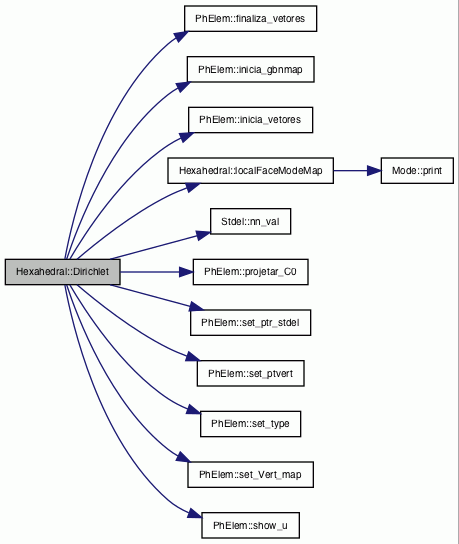 PhElem::finaliza_vetores
PhElem::inicia_gbnmap
PhElem::inicia_vetores
Hexahedral::localFaceModeMap
Mode::print
Stdel::nn_val
Hexahedral::Dirichlet
PhElem::projetar_C0
PhElem::set_ptr_stdel
PhElem::set_ptvert
PhElem::set_type
PhElem::set_Vert_map
PhElem::show_u